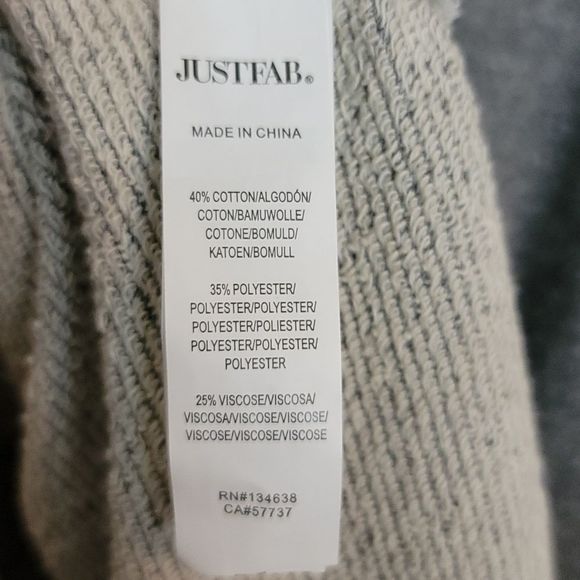 JUSTFAB®
MADE IN CHINA
40% COTTON/ALGODÓN/
COTON/BAMUWOLLE/
COTONE/BOMULD/
KATOEN/BOMULL
35% POLYESTER/
POLYESTER/POLYESTER/
POLYESTER/POLIESTER/
POLYESTER/POLYESTER/
POLYESTER
25% VISCOSE/VISCOSA/
VISCOSA/VISCOSE/VISCOSE/
VISCOSE/VISCOSE/VISCOSE
RN#134638
CA#57737